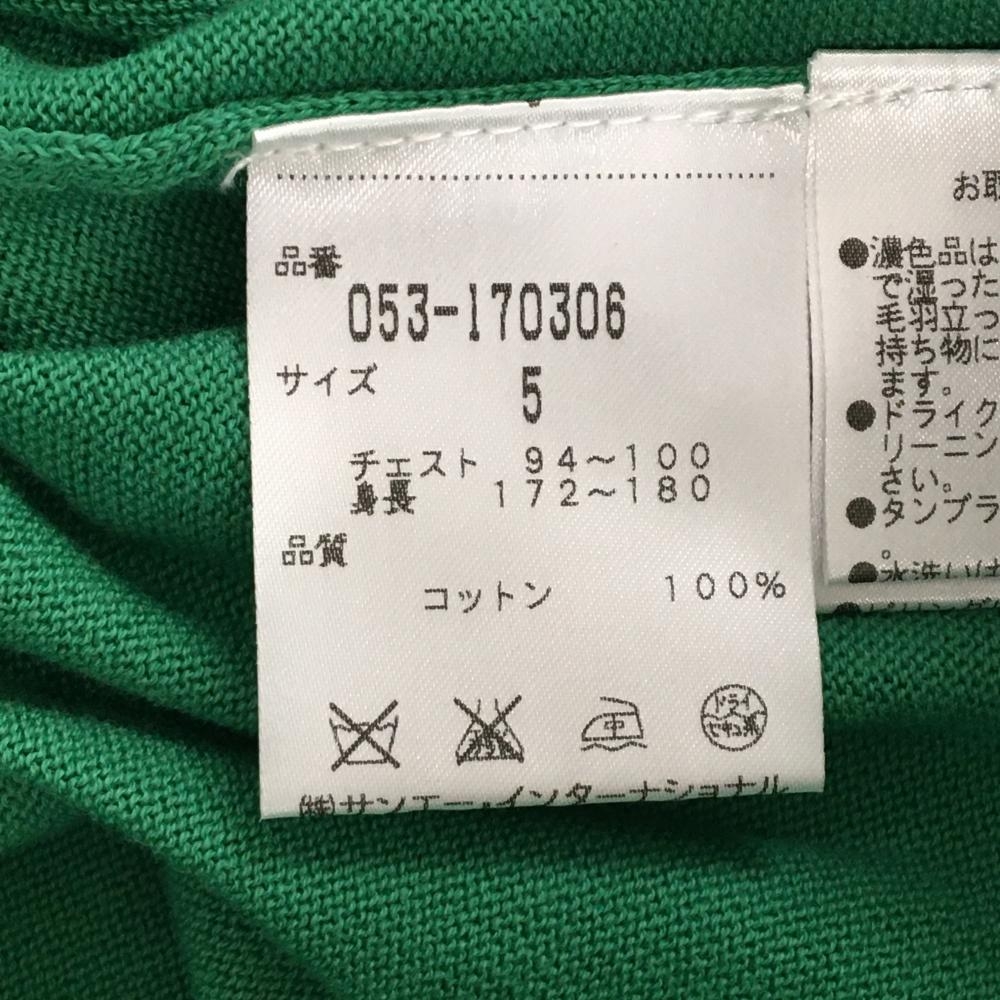 品番
053-170306
サイズ 5
チェスト 94～100
身長 172～180
品質
コットン 100%
中
ドライ
セキユ系
㈱サンエー・インターナショナル
お取
●濃色品は
で湿った
毛羽立っ
持ち物に
ます。
●ドライク
リーニン
さい。
●タンブラ
。
●水洗いは